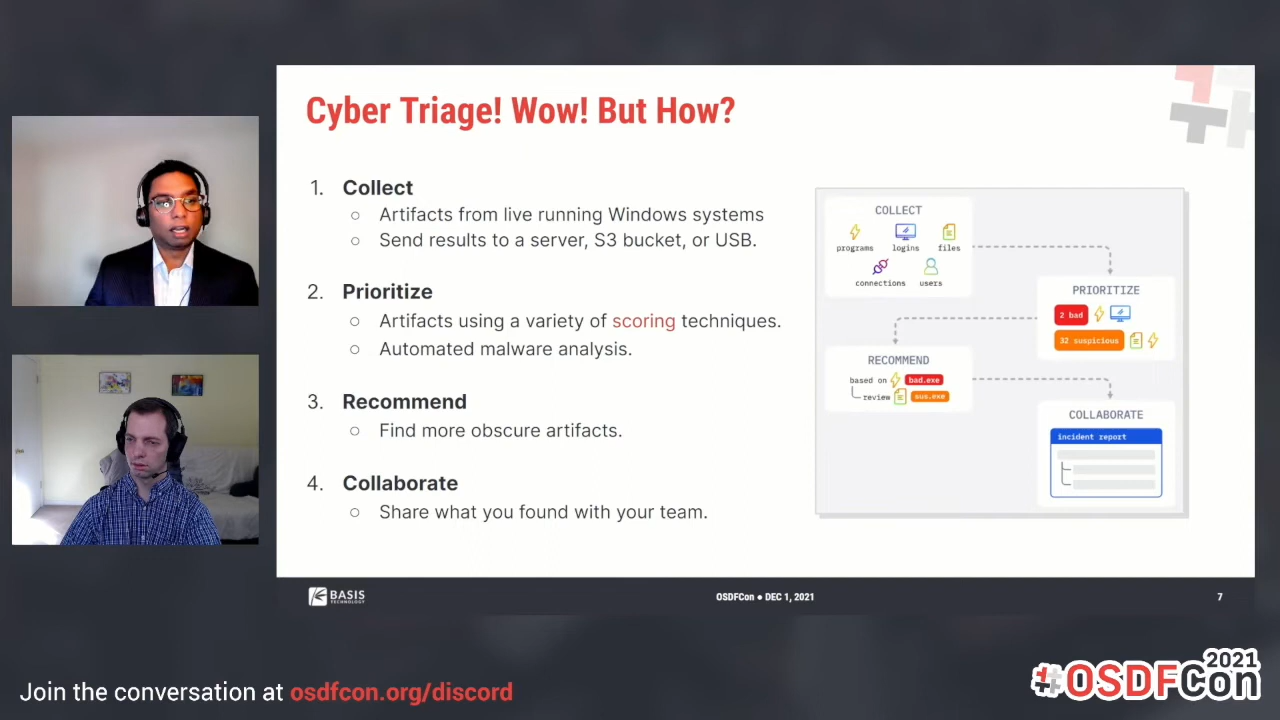 Cyber Triage! Wow! But How?
1. Collect
○ Artifacts from live running Windows systems
○ Send results to a server, S3 bucket, or USB.
2. Prioritize
○ Artifacts using a variety of scoring techniques.
○ Automated malware analysis.
3. Recommend
○ Find more obscure artifacts.
4. Collaborate
○ Share what you found with your team.
COLLECT
programs logins files
connections users
PRIORITIZE
2 bad
32 suspicious
RECOMMEND
based on bad.exe
review sus.exe
COLLABORATE
incident report
BASIS
TECHNOLOGY
OSDFCon ● DEC 1, 2021
7
Join the conversation at osdfcon.org/discord
2021
#OSDFCon